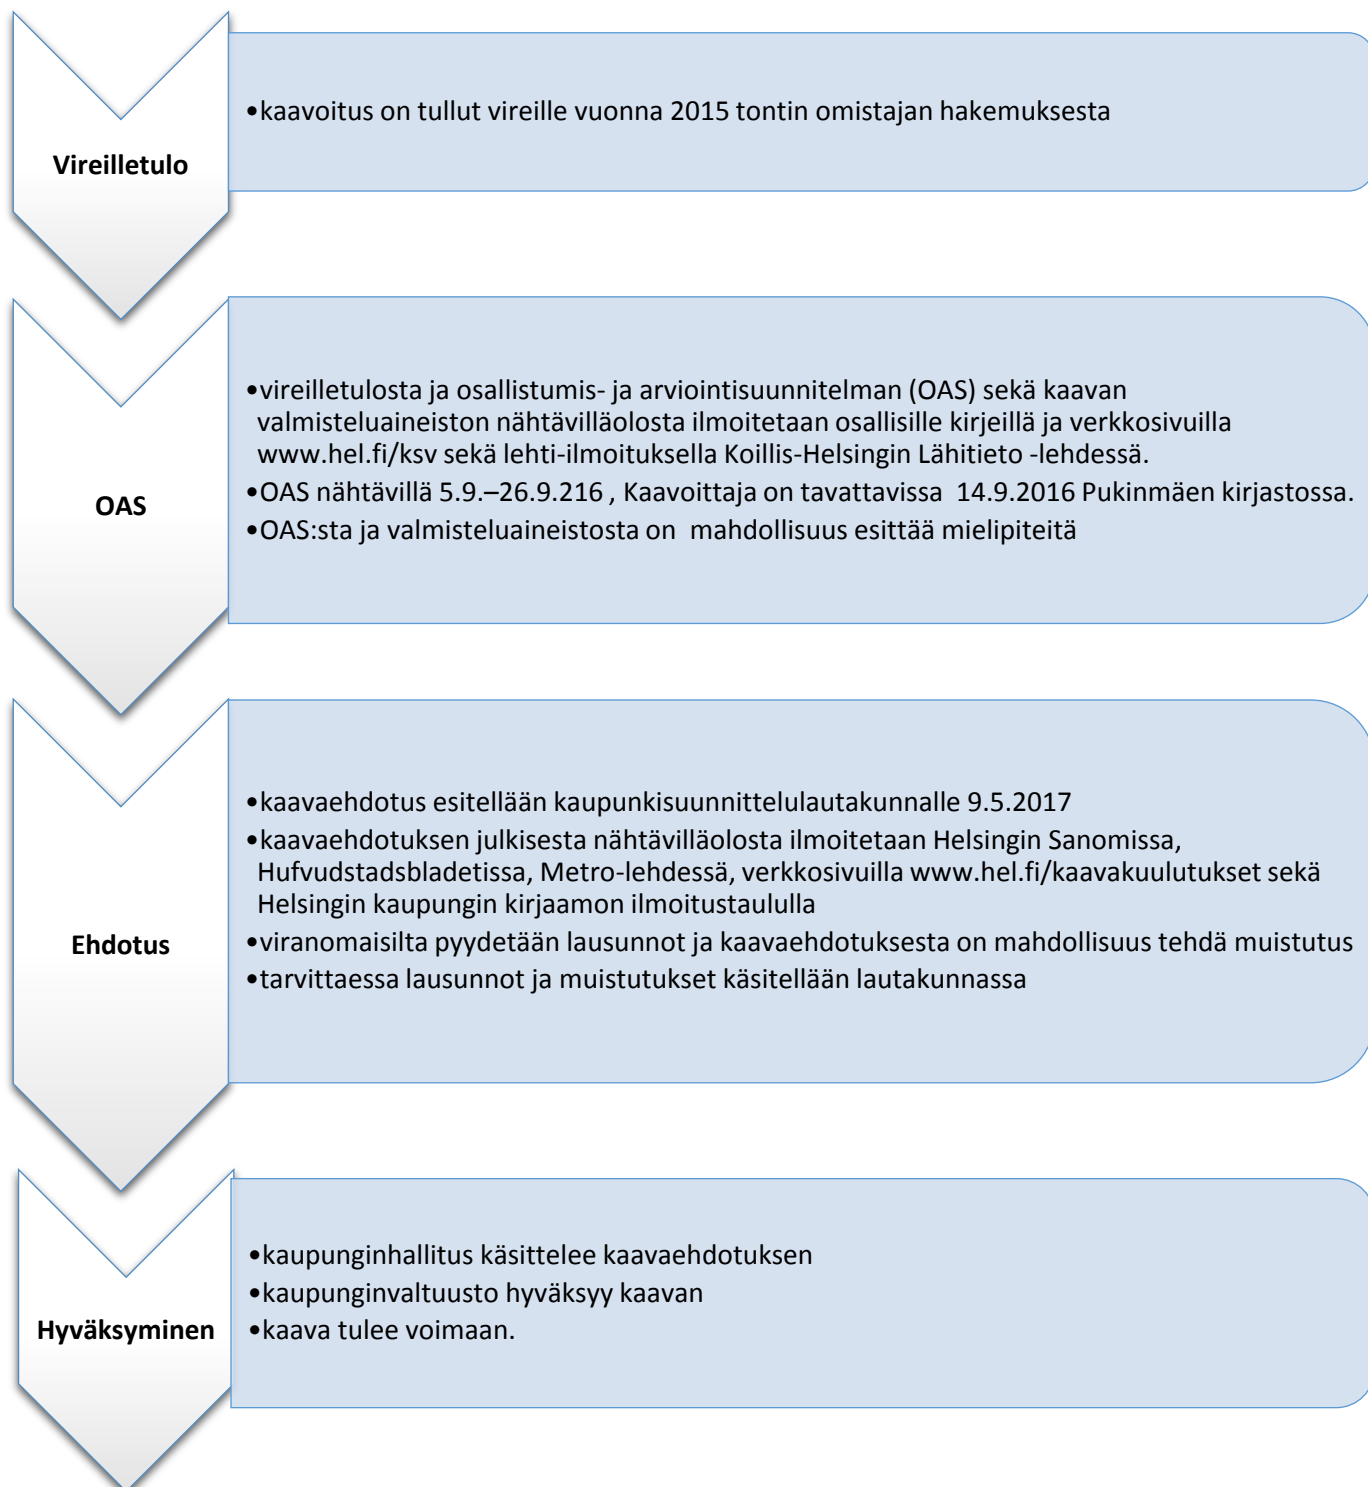 Vireilletulo
•kaavoitus on tullut vireille vuonna 2015 tontin omistajan hakemuksesta
OAS
•vireilletulosta ja osallistumis- ja arviointisuunnitelman (OAS) sekä kaavan
valmisteluaineiston nähtävilläolosta ilmoitetaan osallisille kirjeillä ja verkkosivuilla
www.hel.fi/ksv sekä lehti-ilmoituksella Koillis-Helsingin Lähitieto -lehdessä.
•OAS nähtävillä 5.9.–26.9.216 , Kaavoittaja on tavattavissa  14.9.2016 Pukinmäen kirjastossa.
•OAS:sta ja valmisteluaineistosta on  mahdollisuus esittää mielipiteitä
Ehdotus
•kaavaehdotus esitellään kaupunkisuunnittelulautakunnalle 9.5.2017
•kaavaehdotuksen julkisesta nähtävilläolosta ilmoitetaan Helsingin Sanomissa,
Hufvudstadsbladetissa, Metro-lehdessä, verkkosivuilla www.hel.fi/kaavakuulutukset sekä
Helsingin kaupungin kirjaamon ilmoitustaululla
•viranomaisilta pyydetään lausunnot ja kaavaehdotuksesta on mahdollisuus tehdä muistutus
•tarvittaessa lausunnot ja muistutukset käsitellään lautakunnassa
Hyväksyminen
•kaupunginhallitus käsittelee kaavaehdotuksen
•kaupunginvaltuusto hyväksyy kaavan
•kaava tulee voimaan.